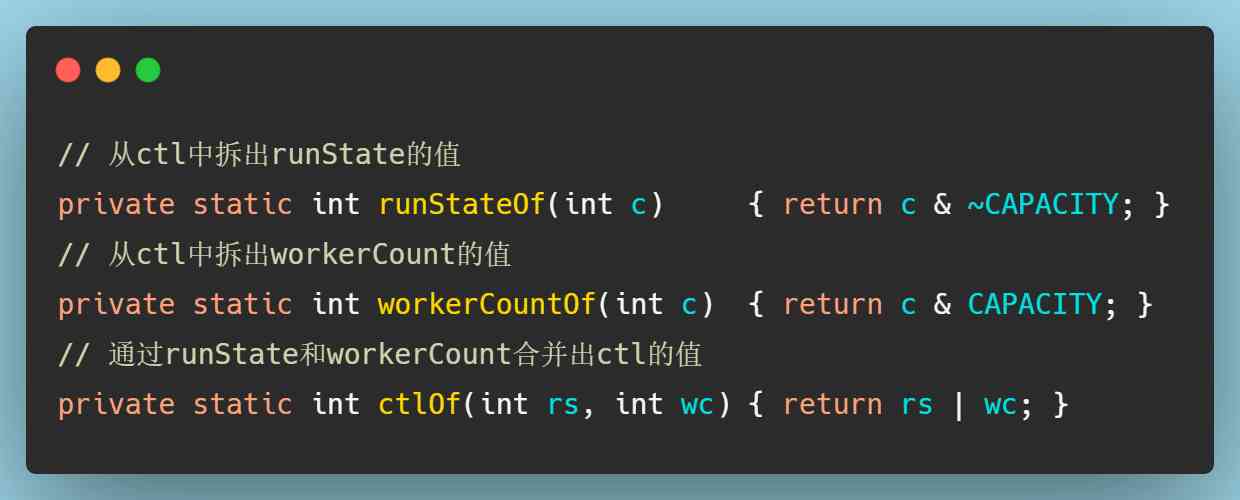 // 从ctl中拆出runState的值
private static int runStateOf(int c)     { return c & ~CAPACITY; }
// 从ctl中拆出workerCount的值
private static int workerCountOf(int c)  { return c & CAPACITY; }
// 通过runState和workerCount合并出ctl的值
private static int ctlOf(int rs, int wc) { return rs | wc; }